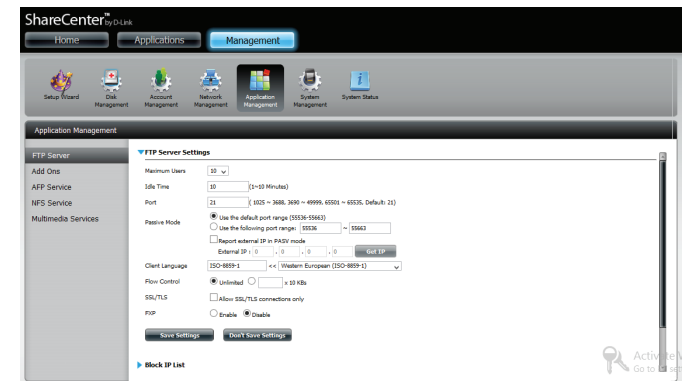 ShareCenter™ by D-Link
Home Applications Management
Setup Wizard Disk Management Account Management Network Management Application Management System Management System Status
Application Management
FTP Server
Add Ons
AFP Service
NFS Service
Multimedia Services
FTP Server Settings
Maximum Users 10
Idle Time 10 (1~10 Minutes)
Port 21 ( 1025 ~ 3688, 3690 ~ 49999, 65501 ~ 65535, Default: 21)
Passive Mode Use the default port range (55536-55663)
Use the following port range: 55536 ~ 55663
Report external IP in PASV mode
External IP : 0 . 0 . 0 . 0 Get IP
Client Language ISO-8859-1 << Western European (ISO-8859-1)
Flow Control Unlimited x 10 KBs
SSL/TLS Allow SSL/TLS connections only
FXP Enable Disable
Save Settings Don't Save Settings
Block IP List
Go to